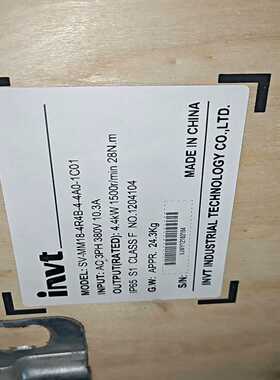 invt
MODEL: SV-MM18-4R4B-4-4A0-1C01
INPUT: AC 3PH 380V 10.3A
OUTPUT(RATED): 4.4kW 1500r/min 28N.m
IP65 S1 CLASS F NO.1204104
G.W: APPR. 24.3Kg
S/N:
MADE IN CHINA
INVT INDUSTRIAL TECHNOLOGY CO.,LTD.